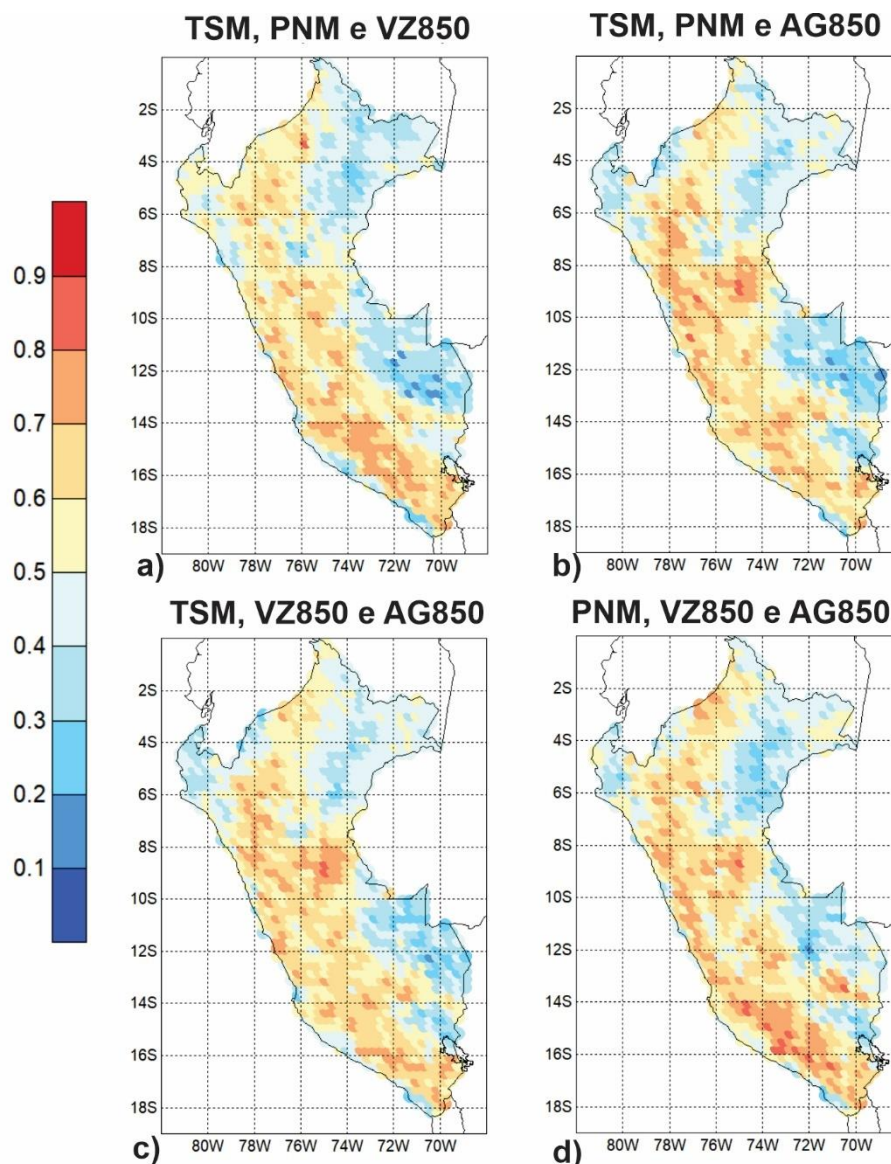 TSM, PNM e VZ850
TSM, PNM e AG850
0.9
0.8
0.7
0.6
0.5
0.4
0.3
0.2
0.1
2S
4S
6S
8S
10S
12S
14S
16S
18S
a)
80W 78W 76W 74W 72W 70W
2S
4S
6S
8S
10S
12S
14S
16S
18S
b)
80W 78W 76W 74W 72W 70W
TSM, VZ850 e AG850
PNM, VZ850 e AG850
2S
4S
6S
8S
10S
12S
14S
16S
18S
c)
80W 78W 76W 74W 72W 70W
2S
4S
6S
8S
10S
12S
14S
16S
18S
d)
80W 78W 76W 74W 72W 70W